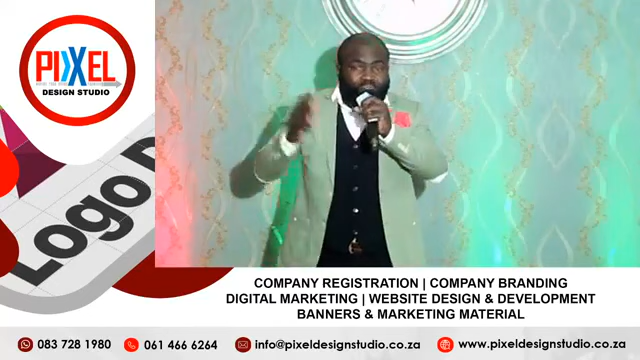 PIXXEL
DESIGN STUDIO
Logo D
COMPANY REGISTRATION | COMPANY BRANDING
DIGITAL MARKETING | WEBSITE DESIGN & DEVELOPMENT
BANNERS & MARKETING MATERIAL
083 728 1980
061 466 6264
info@pixeldesignstudio.co.za
www.pixeldesignstudio.co.za